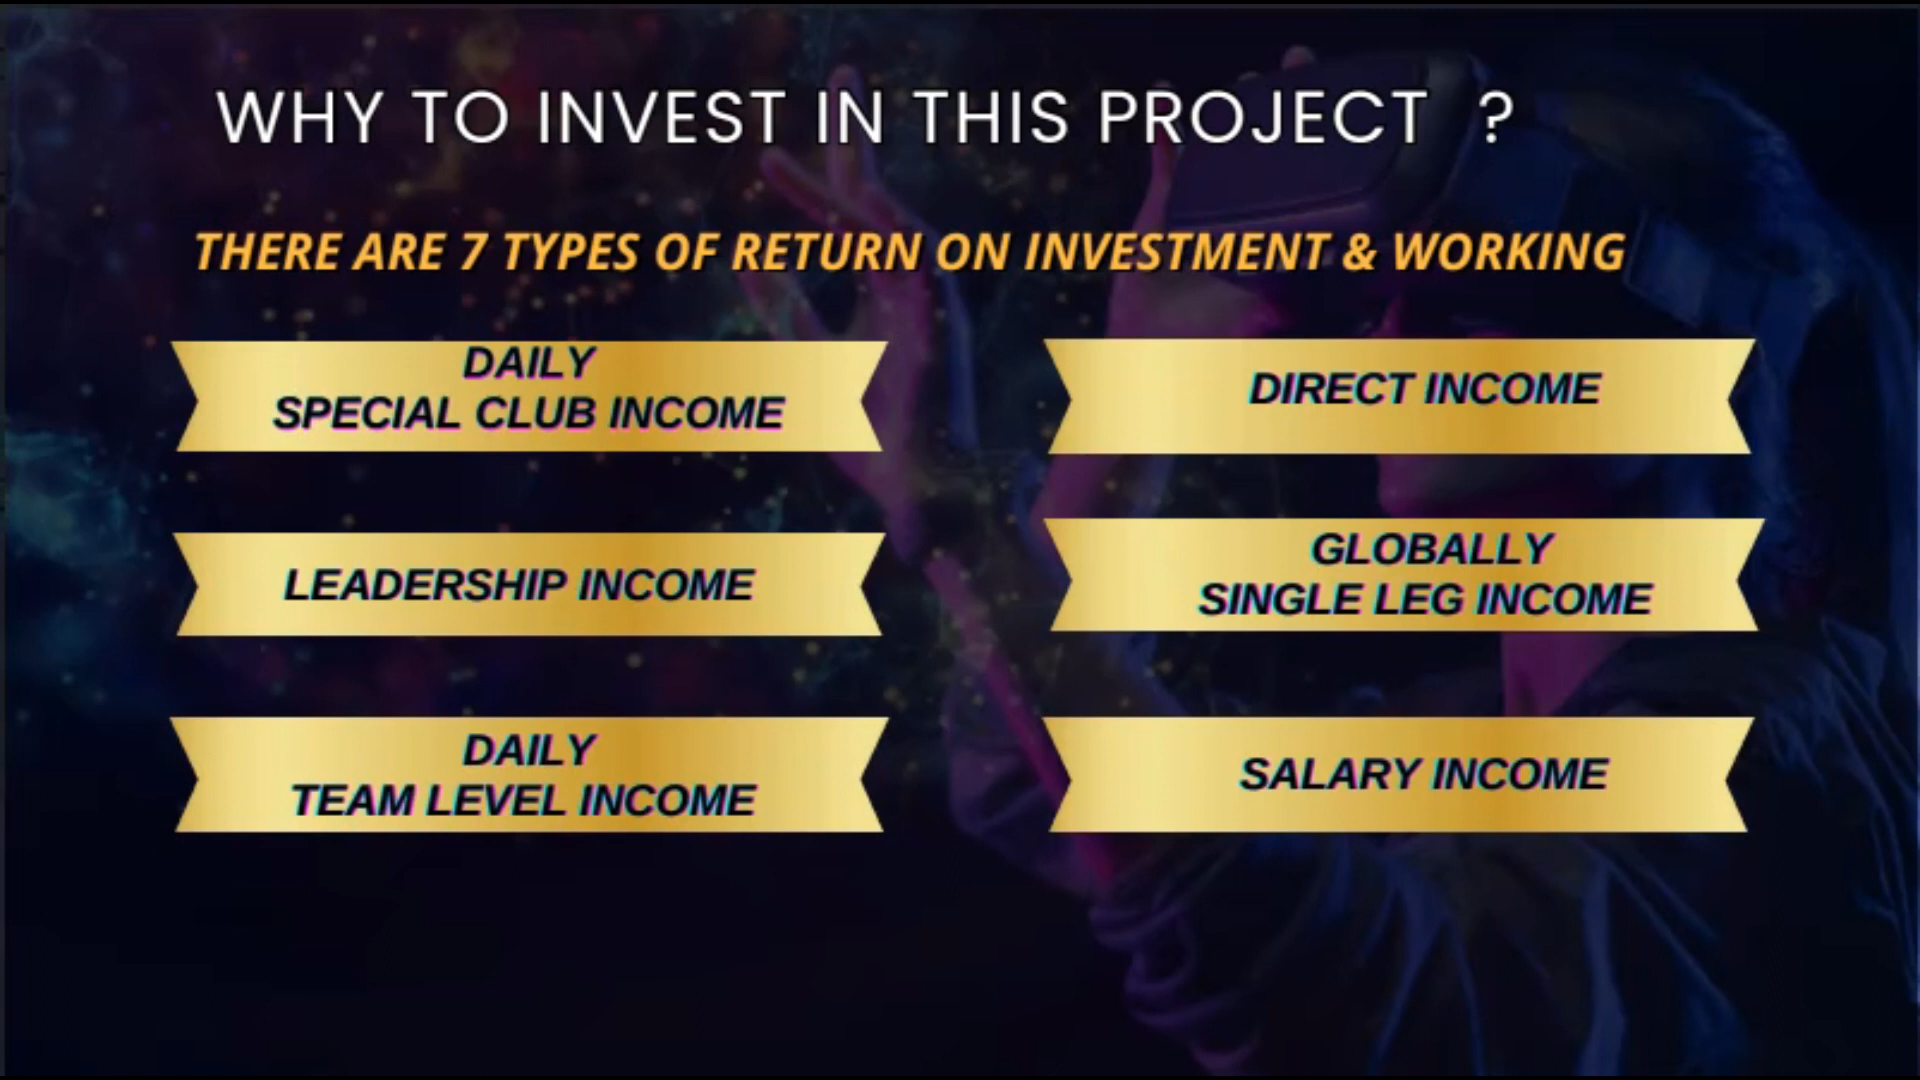 WHY TO INVEST IN THIS PROJECT ?
THERE ARE 7 TYPES OF RETURN ON INVESTMENT & WORKING
DAILY
SPECIAL CLUB INCOME
DIRECT INCOME
LEADERSHIP INCOME
GLOBALLY
SINGLE LEG INCOME
DAILY
TEAM LEVEL INCOME
SALARY INCOME